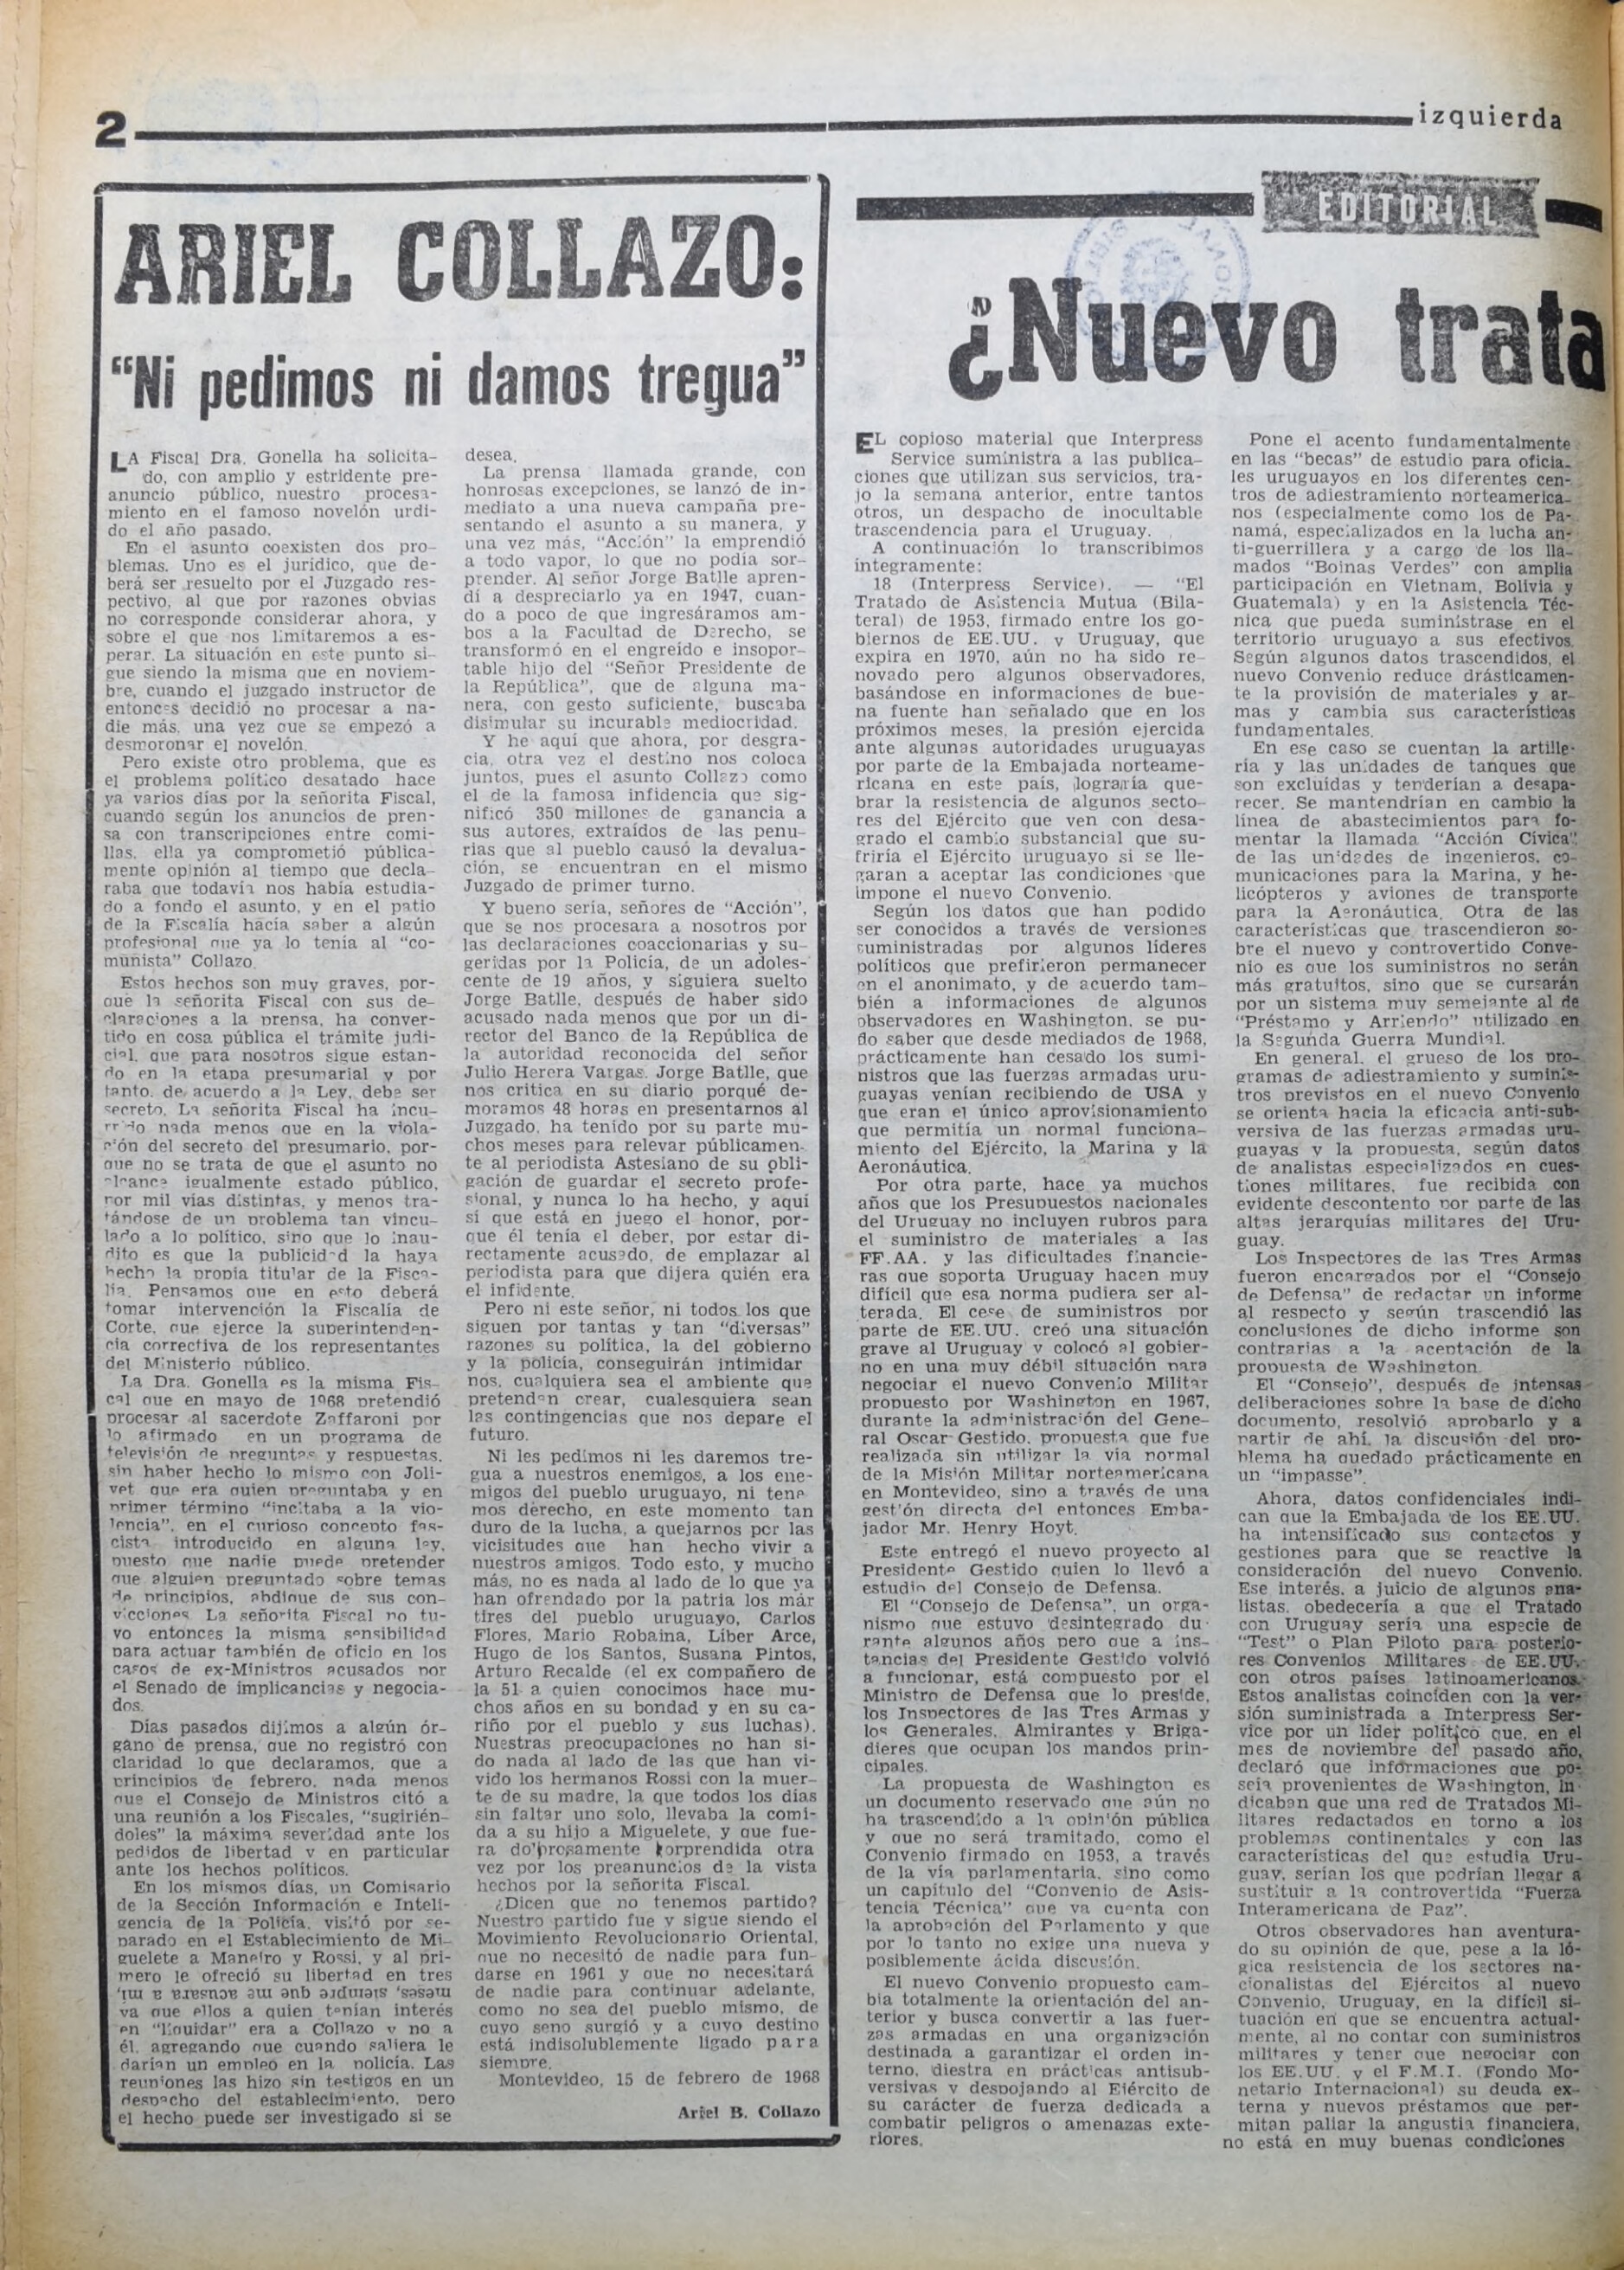 2
izquierda
ARIEL COLLAZO:
"Ni pedimos ni damos tregua"
LA Fiscal Dra. Gonella ha solicita-
do, con amplio y estridente pre-
anuncio público, nuestro procesa-
miento en el famoso novelón urdi-
do el año pasado.
En el asunto coexisten dos pro-
blemas. Uno es el jurídico, que de-
berá ser resuelto por el Juzgado res-
pectivo, al que por razones obvias
no corresponde considerar ahora, y
sobre el que nos limitaremos a es-
perar. La situación en este punto si-
gue siendo la misma que en noviem-
bre, cuando el juzgado instructor de
entonces decidió no procesar a na-
die más, una vez que se empezó a
desmoronar el novelón.
Pero existe otro problema, que es
el problema político desatado hace
ya varios días por la señorita Fiscal,
cuando según los anuncios de pren-
sa con transcripciones entre comi-
llas, ella ya comprometió pública-
mente opinión al tiempo que decla-
raba que todavía nos había estudia-
do a fondo el asunto, y en el patio
de la Fiscalía hacía saber a algún
profesional que ya lo tenía al "co-
munista" Collazo.
Estos hechos son muy graves, por-
que la señorita Fiscal con sus de-
claraciones a la prensa, ha conver-
tido en cosa pública el trámite judi-
cial, que para nosotros sigue estan-
do en la etapa presumarial y por
tanto, de acuerdo a la Ley, debe ser
secreto. La señorita Fiscal ha incu-
rrido nada menos que en la viola-
ción del secreto del presumario, por-
que no se trata de que el asunto no
alcance igualmente estado público,
por mil vías distintas, y menos tra-
tándose de un problema tan vincu-
lado a lo político, sino que lo inau-
dito es que la publicidad la haya
hecho la propia titular de la Fisca-
lía. Pensamos que en esto deberá
tomar intervención la Fiscalía de
Corte, que ejerce la superintenden-
cia correctiva de los representantes
del Ministerio público.
La Dra. Gonella es la misma Fis-
cal que en mayo de 1968 pretendió
procesar al sacerdote Zaffaroni por
lo afirmado en un programa de
televisión de preguntas y respuestas,
sin haber hecho lo mismo con Joli-
vet que era quien preguntaba y en
primer término "incitaba a la vio-
lencia", en el curioso concepto fas-
cista introducido en alguna ley,
puesto que nadie puede pretender
que alguien preguntado sobre temas
de principios, abdique de sus con-
vicciones La señorita Fiscal no tu-
vo entonces la misma sensibilidad
para actuar también de oficio en los
casos de ex-Ministros acusados por
el Senado de implicancias y negocia-
dos.
Días pasados dijimos a algún ór-
gano de prensa, que no registró con
claridad lo que declaramos, que a
principios de febrero, nada menos
que el Consejo de Ministros citó a
una reunión a los Fiscales, "sugirién-
doles" la máxima severidad ante los
pedidos de libertad y en particular
ante los hechos políticos.
En los mismos días, un Comisario
de la Sección Información e Inteli-
gencia de la Policía, visitó por se-
parado en el Establecimiento de Mi-
guelete a Maneiro y Rossi, y al pri-
mero le ofreció su libertad en tres
meses, siempre que me acusara a mí,
ya que ellos a quien tenían interés
en "liquidar" era a Collazo y no a
él, agregando que cuando saliera le
darían un empleo en la policía. Las
reuniones las hizo sin testigos en un
despacho del establecimiento, pero
el hecho puede ser investigado si se
desea.
La prensa llamada grande, con
honrosas excepciones, se lanzó de in-
mediato a una nueva campaña pre-
sentando el asunto a su manera, y
una vez más, "Acción" la emprendió
a todo vapor, lo que no podía sor-
prender. Al señor Jorge Batlle apren-
dí a despreciarlo ya en 1947, cuan-
do a poco de que ingresáramos am-
bos a la Facultad de Derecho, se
transformó en el engreído e insopor-
table hijo del "Señor Presidente de
la República", que de alguna ma-
nera, con gesto suficiente, buscaba
disimular su incurable mediocridad.
Y he aquí que ahora, por desgra-
cia, otra vez el destino nos coloca
juntos, pues el asunto Collazo como
el de la famosa infidencia que sig-
nificó 350 millones de ganancia a
sus autores, extraídos de las penu-
rias que al pueblo causó la devalua-
ción, se encuentran en el mismo
Juzgado de primer turno.
Y bueno sería, señores de "Acción",
que se nos procesara a nosotros por
las declaraciones coaccionarias y su-
geridas por la Policía, de un adoles-
cente de 19 años, y siguiera suelto
Jorge Batlle, después de haber sido
acusado nada menos que por un di-
rector del Banco de la República de
la autoridad reconocida del señor
Julio Herera Vargas. Jorge Batlle, que
nos critica en su diario porqué de-
moramos 48 horas en presentarnos al
Juzgado, ha tenido por su parte mu-
chos meses para relevar públicamen-
te al periodista Astesiano de su obli-
gación de guardar el secreto profe-
sional, y nunca lo ha hecho, y aquí
sí que está en juego el honor, por-
que él tenía el deber, por estar di-
rectamente acusado, de emplazar al
periodista para que dijera quién era
el infidente.
Pero ni este señor, ni todos los que
siguen por tantas y tan "diversas"
razones su política, la del gobierno
y la policía, conseguirán intimidar
nos, cualquiera sea el ambiente que
pretendan crear, cualesquiera sean
las contingencias que nos depare el
futuro.
Ni les pedimos ni les daremos tre-
gua a nuestros enemigos, a los ene-
migos del pueblo uruguayo, ni tene
mos derecho, en este momento tan
duro de la lucha, a quejarnos por las
vicisitudes que han hecho vivir a
nuestros amigos. Todo esto, y mucho
más, no es nada al lado de lo que ya
han ofrendado por la patria los már
tires del pueblo uruguayo, Carlos
Flores, Mario Robaina, Liber Arce,
Hugo de los Santos, Susana Pintos,
Arturo Recalde (el ex compañero de
la 51 a quien conocimos hace mu-
chos años en su bondad y en su ca-
riño por el pueblo y sus luchas).
Nuestras preocupaciones no han si-
do nada al lado de las que han vi-
vido los hermanos Rossi con la muer-
te de su madre, la que todos los días
sin faltar uno solo, llevaba la comi-
da a su hijo a Miguelete, y que fue-
ra dolorosamente sorprendida otra
vez por los preanuncios de la vista
hechos por la señorita Fiscal.
¿Dicen que no tenemos partido?
Nuestro partido fue y sigue siendo el
Movimiento Revolucionario Oriental,
que no necesitó de nadie para fun-
darse en 1961 y que no necesitará
de nadie para continuar adelante,
como no sea del pueblo mismo, de
cuyo seno surgió y a cuyo destino
está indisolublemente ligado para
siempre.
Montevideo, 15 de febrero de 1968
Ariel B. Collazo
EDITORIAL
¿Nuevo trata
EL copioso material que Interpress
Service suministra a las publica-
ciones que utilizan sus servicios, tra-
jo la semana anterior, entre tantos
otros, un despacho de inocultable
trascendencia para el Uruguay.
A continuación lo transcribimos
íntegramente:
18 (Interpress Service). — "El
Tratado de Asistencia Mutua (Bila-
teral) de 1953, firmado entre los go-
biernos de EE.UU. y Uruguay, que
expira en 1970, aún no ha sido re-
novado pero algunos observadores,
basándose en informaciones de bue-
na fuente han señalado que en los
próximos meses, la presión ejercida
ante algunas autoridades uruguayas
por parte de la Embajada norteame-
ricana en este país, lograría que-
brar la resistencia de algunos secto-
res del Ejército que ven con desa-
grado el cambio substancial que su-
friría el Ejército uruguayo si se lle-
garan a aceptar las condiciones que
impone el nuevo Convenio.
Según los datos que han podido
ser conocidos a través de versiones
suministradas por algunos líderes
políticos que prefirieron permanecer
en el anonimato, y de acuerdo tam-
bién a informaciones de algunos
observadores en Washington, se pu-
do saber que desde mediados de 1968,
prácticamente han cesado los sumi-
nistros que las fuerzas armadas uru-
guayas venían recibiendo de USA y
que eran el único aprovisionamiento
que permitía un normal funciona-
miento del Ejército, la Marina y la
Aeronáutica.
Por otra parte, hace ya muchos
años que los Presupuestos nacionales
del Uruguay no incluyen rubros para
el suministro de materiales a las
FF.AA. y las dificultades financie-
ras que soporta Uruguay hacen muy
difícil que esa norma pudiera ser al-
terada. El cese de suministros por
parte de EE.UU. creó una situación
grave al Uruguay y colocó al gobier-
no en una muy débil situación para
negociar el nuevo Convenio Militar
propuesto por Washington en 1967,
durante la administración del Gene-
ral Oscar Gestido, propuesta que fue
realizada sin utilizar la vía normal
de la Misión Militar norteamericana
en Montevideo, sino a través de una
gestión directa del entonces Emba-
jador Mr. Henry Hoyt.
Este entregó el nuevo proyecto al
Presidente Gestido quien lo llevó a
estudio del Consejo de Defensa.
El "Consejo de Defensa", un orga-
nismo que estuvo desintegrado du-
rante algunos años pero que a ins-
tancias del Presidente Gestido volvió
a funcionar, está compuesto por el
Ministro de Defensa que lo preside,
los Inspectores de las Tres Armas y
los Generales, Almirantes y Briga-
dieres que ocupan los mandos prin-
cipales.
La propuesta de Washington es
un documento reservado que aún no
ha trascendido a la opinión pública
y que no será tramitado, como el
Convenio firmado en 1953, a través
de la vía parlamentaria, sino como
un capítulo del "Convenio de Asis-
tencia Técnica" que va cuenta con
la aprobación del Parlamento y que
por lo tanto no exige una nueva y
posiblemente ácida discusión.
El nuevo Convenio propuesto cam-
bia totalmente la orientación del an-
terior y busca convertir a las fuer-
zas armadas en una organización
destinada a garantizar el orden in-
terno, diestra en prácticas antisub-
versivas y despojando al Ejército de
su carácter de fuerza dedicada a
combatir peligros o amenazas exte-
riores.
Pone el acento fundamentalmente
en las "becas" de estudio para oficia-
les uruguayos en los diferentes cen-
tros de adiestramiento norteamerica-
nos (especialmente como los de Pa-
namá, especializados en la lucha an-
ti-guerrillera y a cargo de los lla-
mados "Boinas Verdes" con amplia
participación en Vietnam, Bolivia y
Guatemala) y en la Asistencia Téc-
nica que pueda suministrase en el
territorio uruguayo a sus efectivos.
Según algunos datos trascendidos, el
nuevo Convenio reduce drásticamen-
te la provisión de materiales y ar-
mas y cambia sus características
fundamentales.
En ese caso se cuentan la artille-
ría y las unidades de tanques que
son excluídas y tenderían a desapa-
recer. Se mantendrían en cambio la
línea de abastecimientos para fo-
mentar la llamada "Acción Cívica"
de las unidades de ingenieros, co-
municaciones para la Marina, y he-
licópteros y aviones de transporte
para la Aeronáutica. Otra de las
características que trascendieron so-
bre el nuevo y controvertido Conve-
nio es que los suministros no serán
más gratuitos, sino que se cursarán
por un sistema muy semejante al de
"Préstamo y Arriendo" utilizado en
la Segunda Guerra Mundial.
En general, el grueso de los pro-
gramas de adiestramiento y suminis-
tros previstos en el nuevo Convenio
se orienta hacia la eficacia anti-sub-
versiva de las fuerzas armadas uru-
guayas y la propuesta, según datos
de analistas especializados en cues-
tiones militares, fue recibida con
evidente descontento por parte de las
altas jerarquías militares del Uru-
guay.
Los Inspectores de las Tres Armas
fueron encargados por el "Consejo
de Defensa" de redactar un informe
al respecto y según trascendió las
conclusiones de dicho informe son
contrarias a la aceptación de la
propuesta de Washington.
El "Consejo", después de intensas
deliberaciones sobre la base de dicho
documento, resolvió aprobarlo y a
partir de ahí, la discusión del pro-
blema ha quedado prácticamente en
un "impasse".
Ahora, datos confidenciales indi-
can que la Embajada de los EE.UU.
ha intensificado sus contactos y
gestiones para que se reactive la
consideración del nuevo Convenio.
Ese interés, a juicio de algunos ana-
listas, obedecería a que el Tratado
con Uruguay sería una especie de
"Test" o Plan Piloto para posterio-
res Convenios Militares de EE.UU.
con otros países latinoamericanos.
Estos analistas coinciden con la ver-
sión suministrada a Interpress Ser-
vice por un líder político que, en el
mes de noviembre del pasado año,
declaró que informaciones que po-
seía provenientes de Washington, in
dicaban que una red de Tratados Mi-
litares redactados en torno a los
problemas continentales y con las
características del que estudia Uru-
guay, serían los que podrían llegar a
sustituir a la controvertida "Fuerza
Interamericana de Paz".
Otros observadores han aventura-
do su opinión de que, pese a la ló-
gica resistencia de los sectores na-
cionalistas del Ejércitos al nuevo
Convenio, Uruguay, en la difícil si-
tuación en que se encuentra actual-
mente, al no contar con suministros
militares y tener que negociar con
los EE.UU. y el F.M.I. (Fondo Mo-
netario Internacional) su deuda ex-
terna y nuevos préstamos que per-
mitan paliar la angustia financiera,
no está en muy buenas condiciones